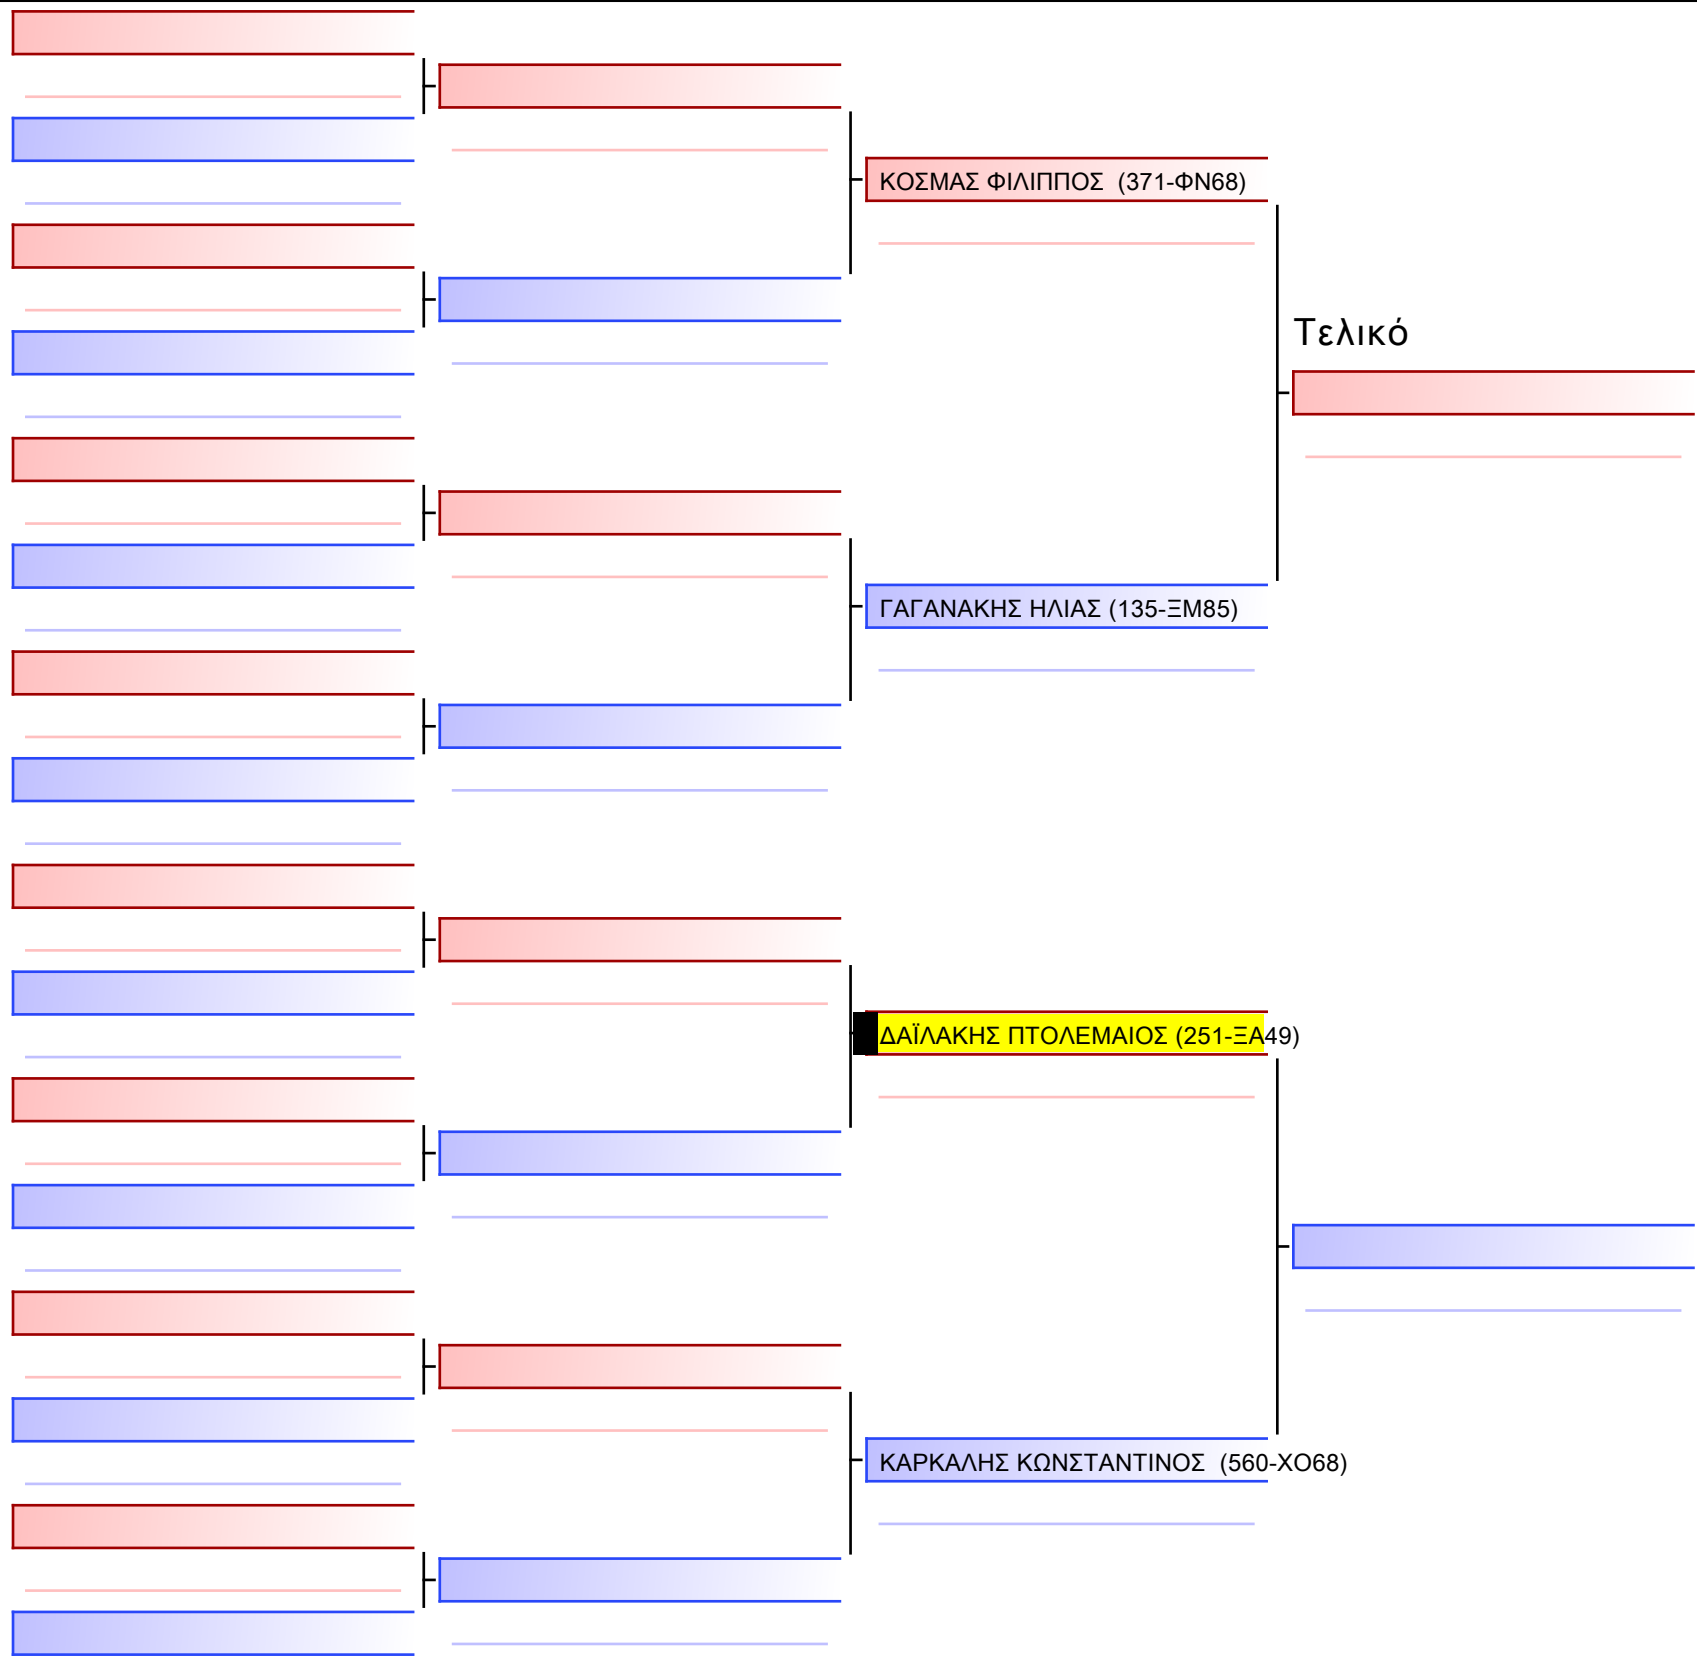 ΚΟΣΜΑΣ ΦΙΛΙΠΠΟΣ (371-ΦΝ68)
Τελικό
ΓΑΓΑΝΑΚΗΣ ΗΛΙΑΣ (135-ΞΜ85)
ΔΑΪΛΑΚΗΣ ΠΤΟΛΕΜΑΙΟΣ (251-ΞΑ49)
ΚΑΡΚΑΛΗΣ ΚΩΝΣΤΑΝΤΙΝΟΣ (560-ΧΟ68)